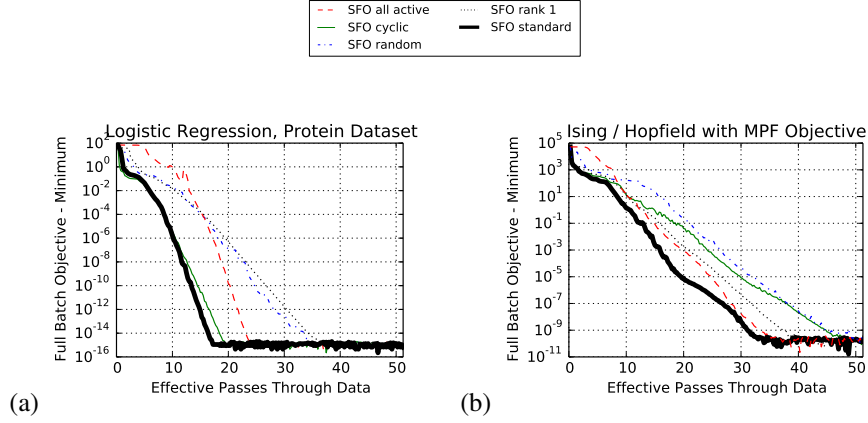 SFO all active
SFO cyclic
SFO random
SFO rank 1
SFO standard
Logistic Regression, Protein Dataset
Full Batch Objective - Minimum
10^2
10^0
10^-2
10^-4
10^-6
10^-8
10^-10
10^-12
10^-14
10^-16
0 10 20 30 40 50
Effective Passes Through Data
(a)
Ising / Hopfield with MPF Objective
Full Batch Objective - Minimum
10^5
10^3
10^1
10^-1
10^-3
10^-5
10^-7
10^-9
10^-11
0 10 20 30 40 50
Effective Passes Through Data
(b)